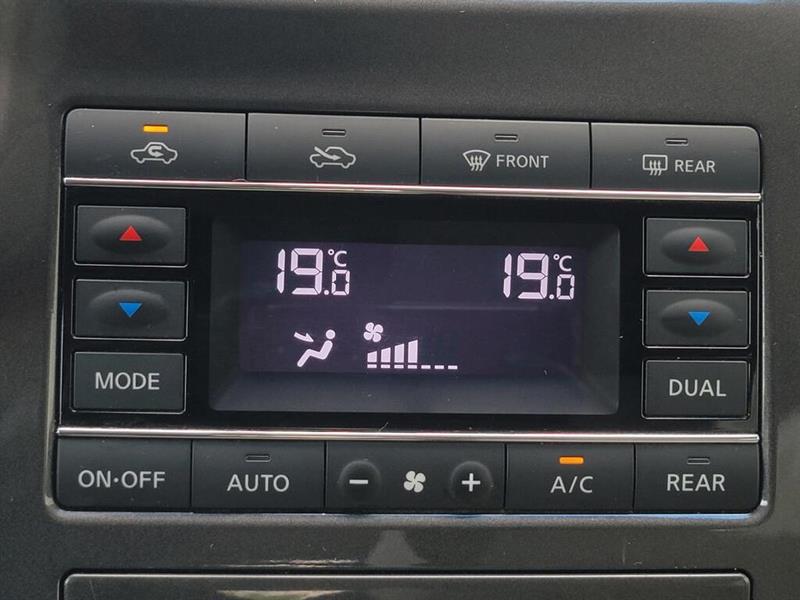 FRONT
REAR
19.0°C
19.0°C
MODE
DUAL
ON•OFF
AUTO
− +
A/C
REAR